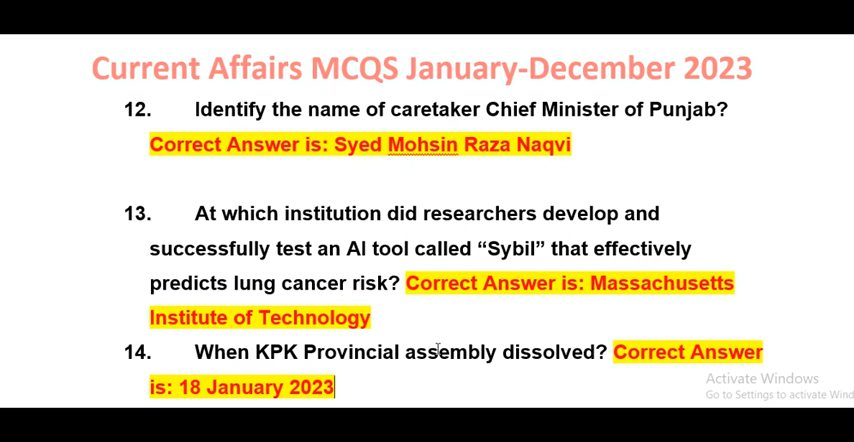 Current Affairs MCQS January-December 2023
12. Identify the name of caretaker Chief Minister of Punjab?
Correct Answer is: Syed Mohsin Raza Naqvi
13. At which institution did researchers develop and
successfully test an AI tool called “Sybil” that effectively
predicts lung cancer risk? Correct Answer is: Massachusetts
Institute of Technology
14. When KPK Provincial assembly dissolved? Correct Answer
is: 18 January 2023
Activate Windows
Go to Settings to activate Wind